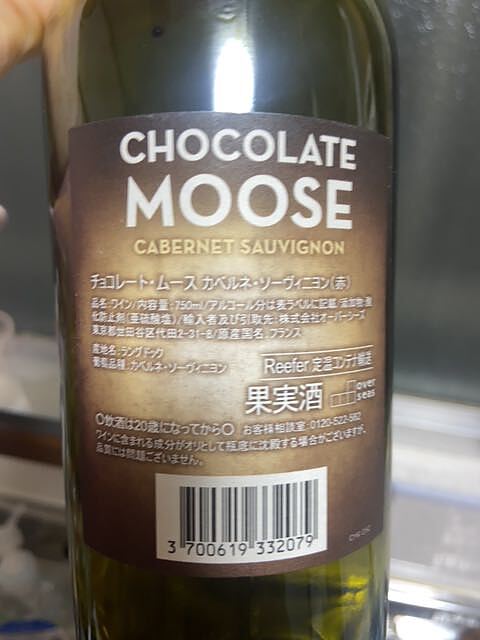 CHOCOLATE
MOOSE
CABERNET SAUVIGNON
チョコレート・ムース カベルネ・ソーヴィニヨン(赤)
品名:ワイン/内容量:750ml/アルコール分は表ラベルに記載/添加物:酸
化防止剤(亜硫酸塩)/輸入者及び引取先:株式会社オーバーシーズ
東京都世田谷区代田2-31-8/原産国名:フランス
産地名:ラングドック
葡萄品種:カベルネ・ソーヴィニヨン
Reefer 定温コンテナ輸送
果実酒
over
seas
〇飲酒は20歳になってから〇 お客様相談室:0120-522-582
ワインに含まれる成分がオリとして瓶底に沈殿する場合がございますが、
品質には問題ございません。
3 700619 332079